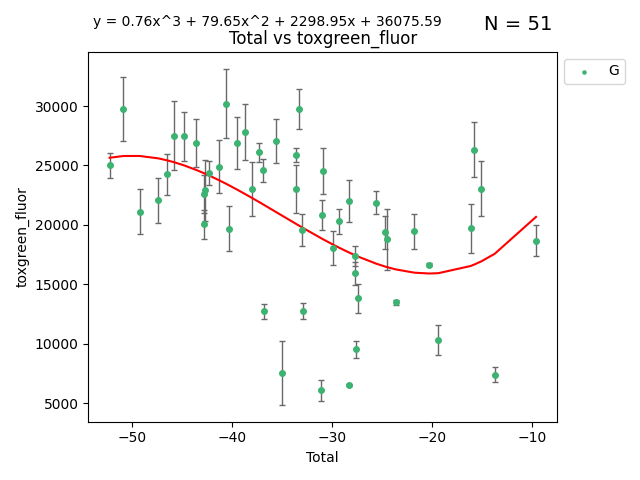 y = 0.76x^3 + 79.65x^2 + 2298.95x + 36075.59
N = 51
Total vs toxgreen_fluor
G
30000
25000
20000
15000
10000
5000
toxgreen_fluor
−50 −40 −30 −20 −10
Total